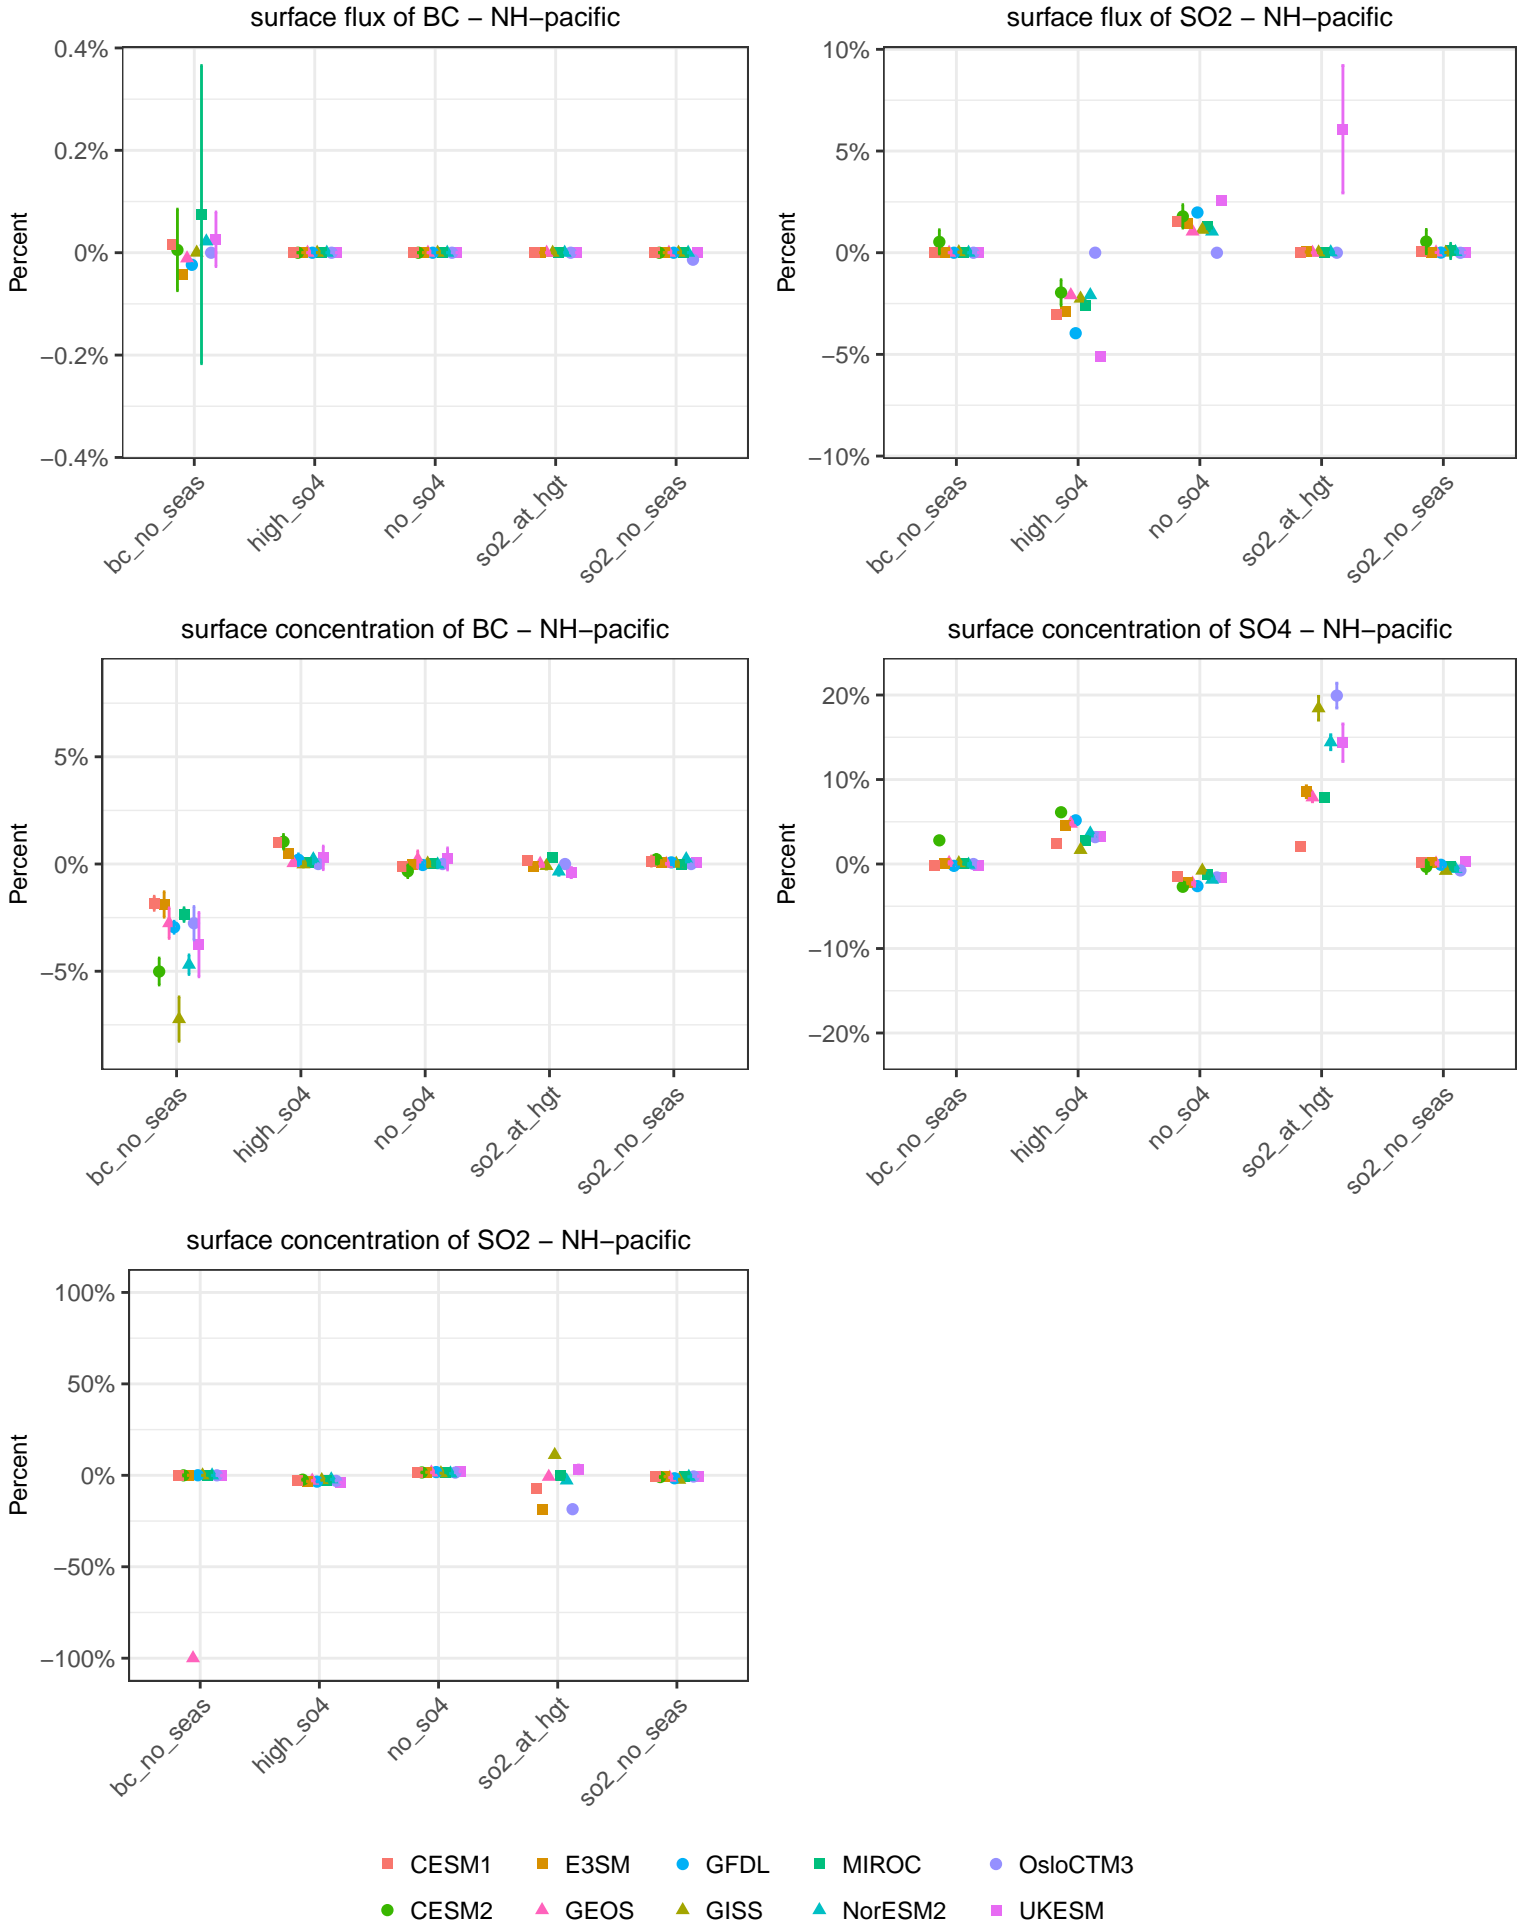 surface flux of BC − NH−pacific
Percent
0.4%
0.2%
0%
−0.2%
−0.4%
bc_no_seas
high_so4
no_so4
so2_at_hgt
so2_no_seas
surface flux of SO2 − NH−pacific
Percent
10%
5%
0%
−5%
−10%
bc_no_seas
high_so4
no_so4
so2_at_hgt
so2_no_seas
surface concentration of BC − NH−pacific
Percent
5%
0%
−5%
bc_no_seas
high_so4
no_so4
so2_at_hgt
so2_no_seas
surface concentration of SO4 − NH−pacific
Percent
20%
10%
0%
−10%
−20%
bc_no_seas
high_so4
no_so4
so2_at_hgt
so2_no_seas
surface concentration of SO2 − NH−pacific
Percent
100%
50%
0%
−50%
−100%
bc_no_seas
high_so4
no_so4
so2_at_hgt
so2_no_seas
CESM1 E3SM GFDL MIROC OsloCTM3
CESM2 GEOS GISS NorESM2 UKESM